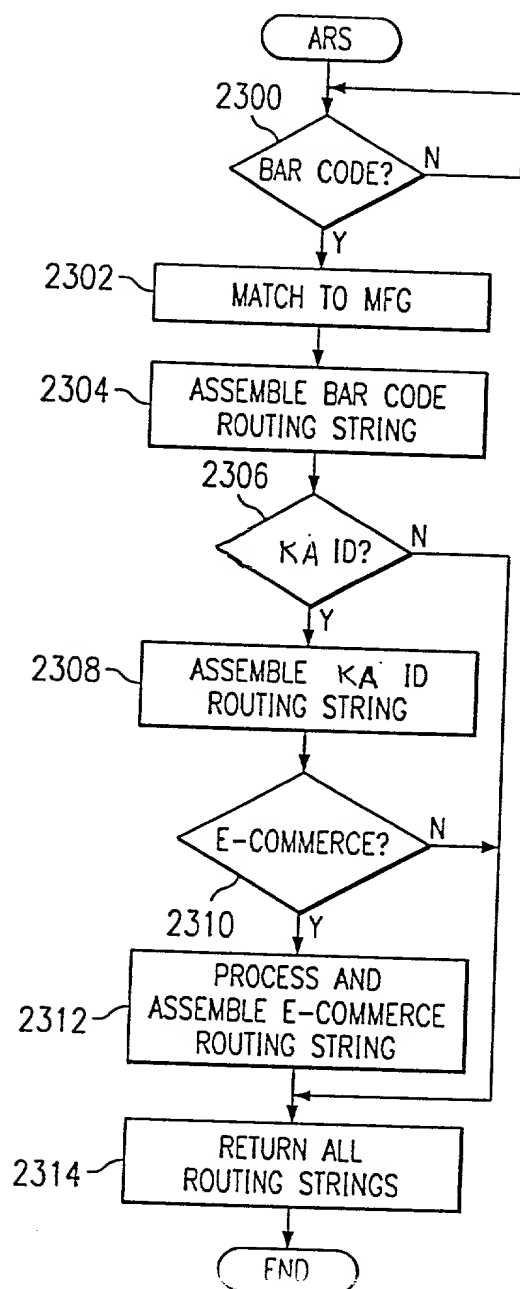 ARS
2300
BAR CODE?
N
Y
2302
MATCH TO MFG
2304
ASSEMBLE BAR CODE
ROUTING STRING
2306
KA ID?
N
Y
2308
ASSEMBLE KA ID
ROUTING STRING
E-COMMERCE?
N
2310
Y
2312
PROCESS AND
ASSEMBLE E-COMMERCE
ROUTING STRING
2314
RETURN ALL
ROUTING STRINGS
END